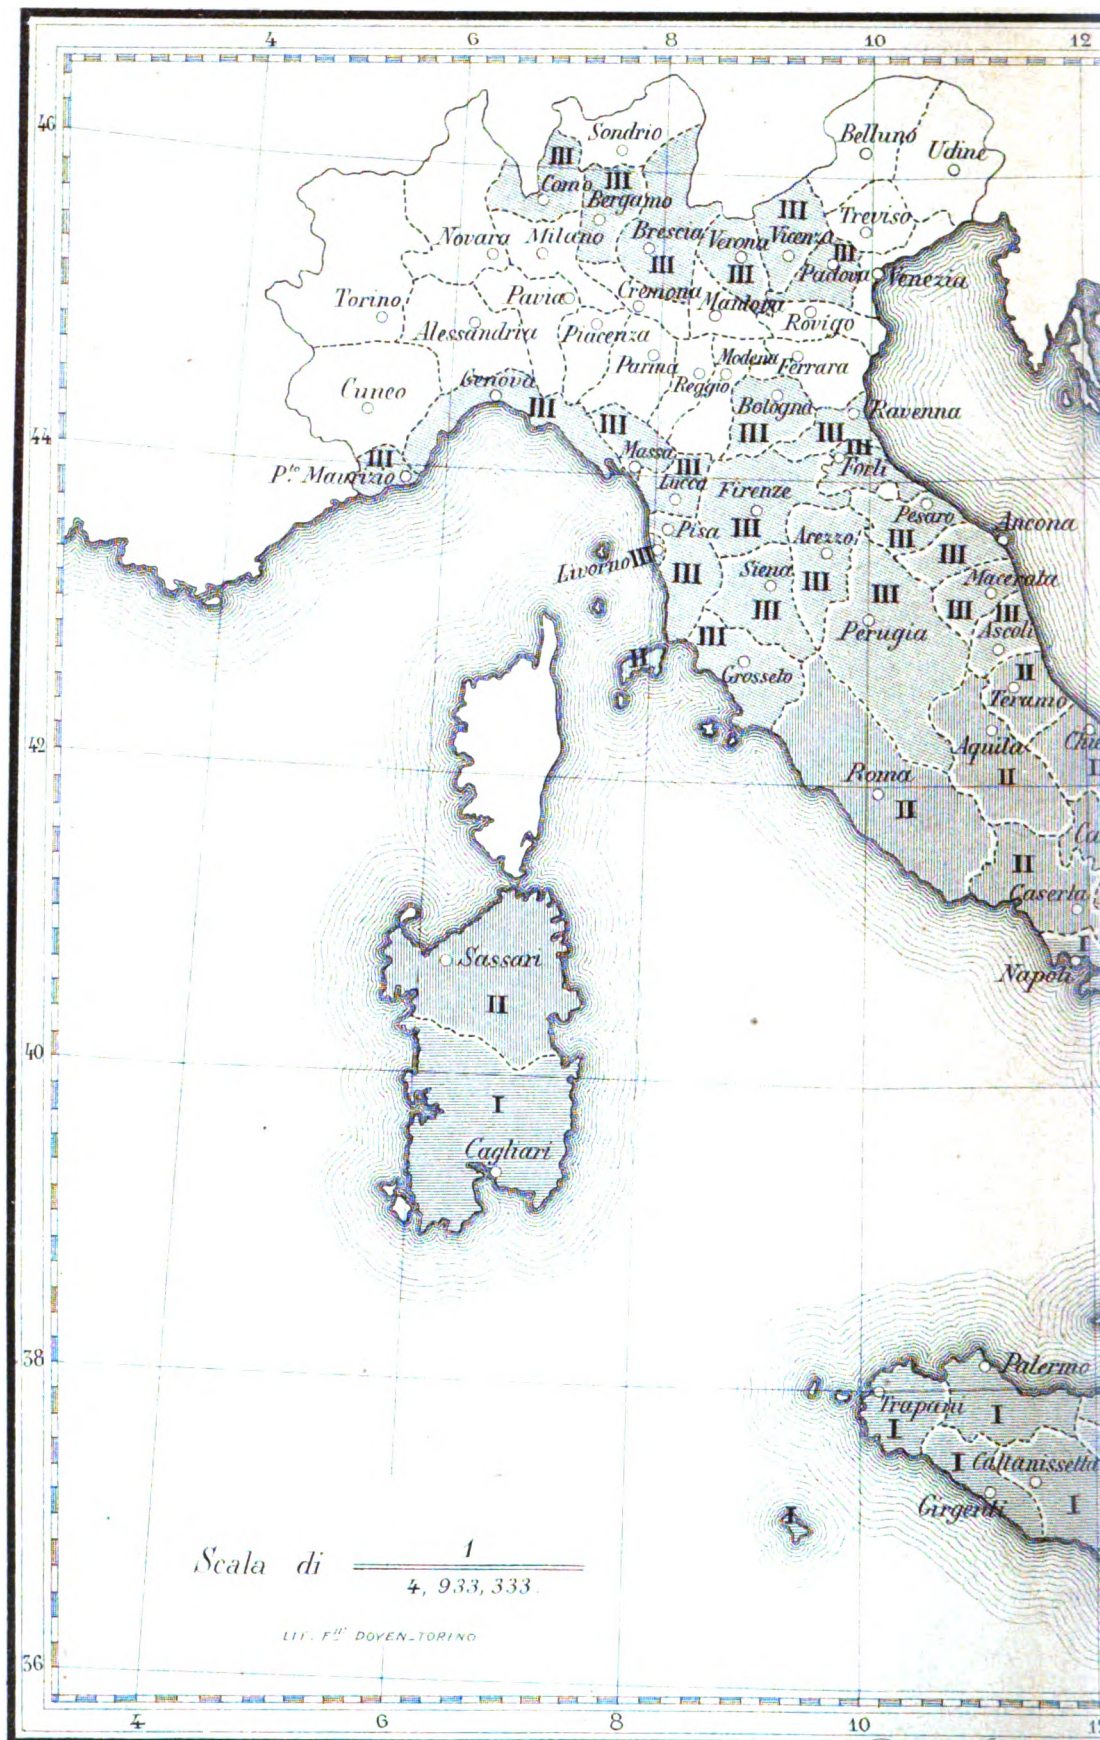 4 6 8 10 12
46
Sondrio
Belluno
Udine
III
Como
III
Bergamo
III
Treviso
Novara
Milano
Brescia
Verona
Vicenza
III
III
III
Padova
Venezia
Torino
Pavia
Cremona
Mantova
Rovigo
Alessandria
Piacenza
Parma
Reggio
Modena
Ferrara
Cuneo
Genova
III
III
Bologna
Ravenna
III
III
III
44
III
P.to Maurizio
Massa
III
Lucca
Forlì
Firenze
Pesaro
Ancona
Pisa
III
Arezzo
III
III
Livorno III
III
Siena
III
III
III
Macerata
III
III
III
Perugia
Ascoli
II
Grosseto
II
Teramo
42
Aquila
II
Roma
II
II
Caserta
I
Napoli
Sassari
II
40
I
Cagliari
38
Palermo
Trapani
I
I
I
Caltanissetta
Girgenti
I
I
Scala di 1
4,933,333.
LIT. F.lli DOYEN-TORINO
36
4 6 8 10